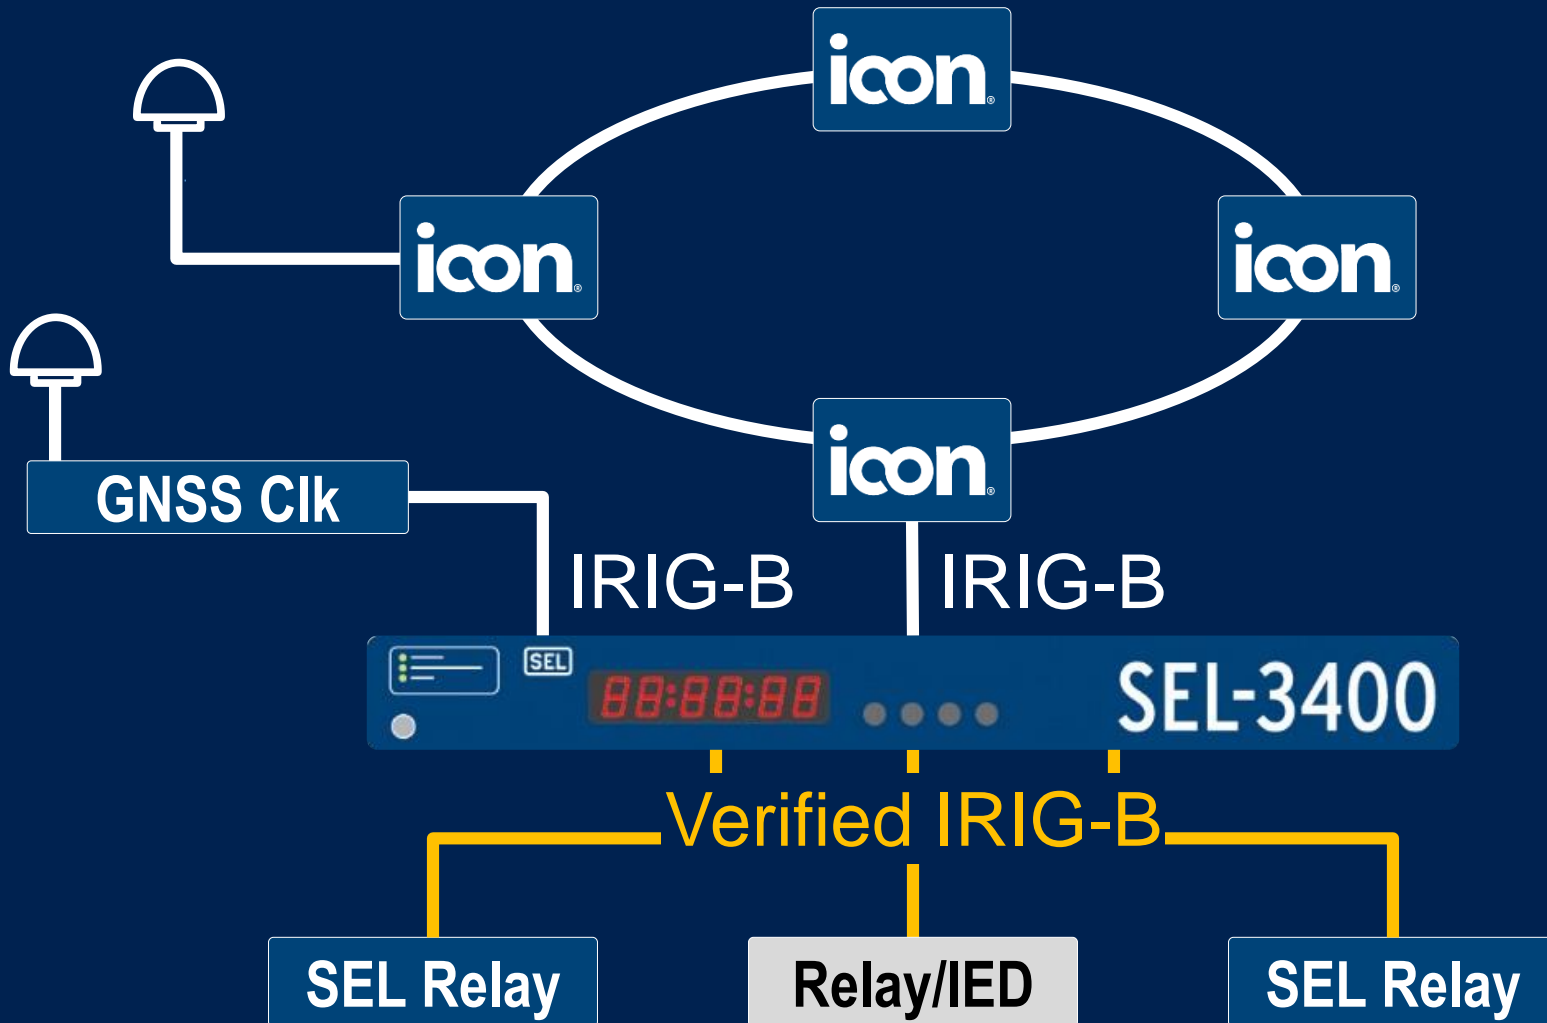 icon®
icon®
icon®
icon®
GNSS Clk
IRIG-B
IRIG-B
SEL
88:88:88
SEL-3400
Verified IRIG-B
SEL Relay
Relay/IED
SEL Relay